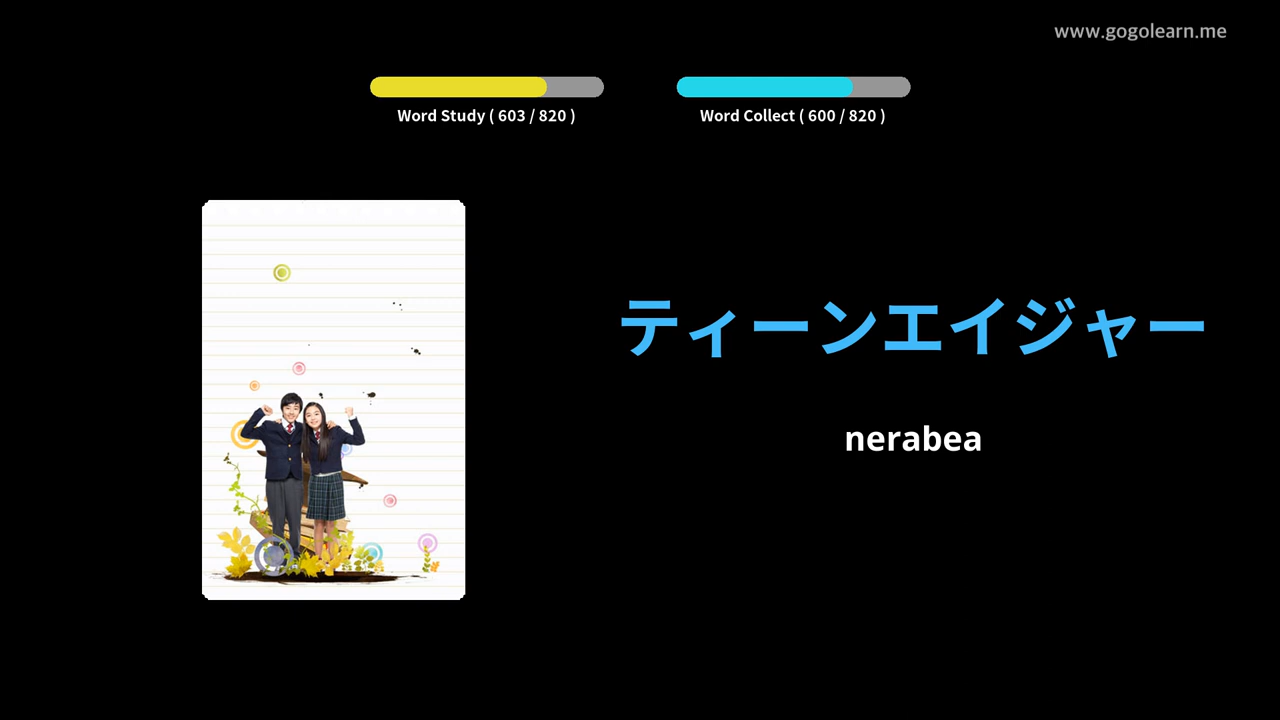 www.gogolearn.me
Word Study ( 603 / 820 )
Word Collect ( 600 / 820 )
ティーンエイジャー
nerabea